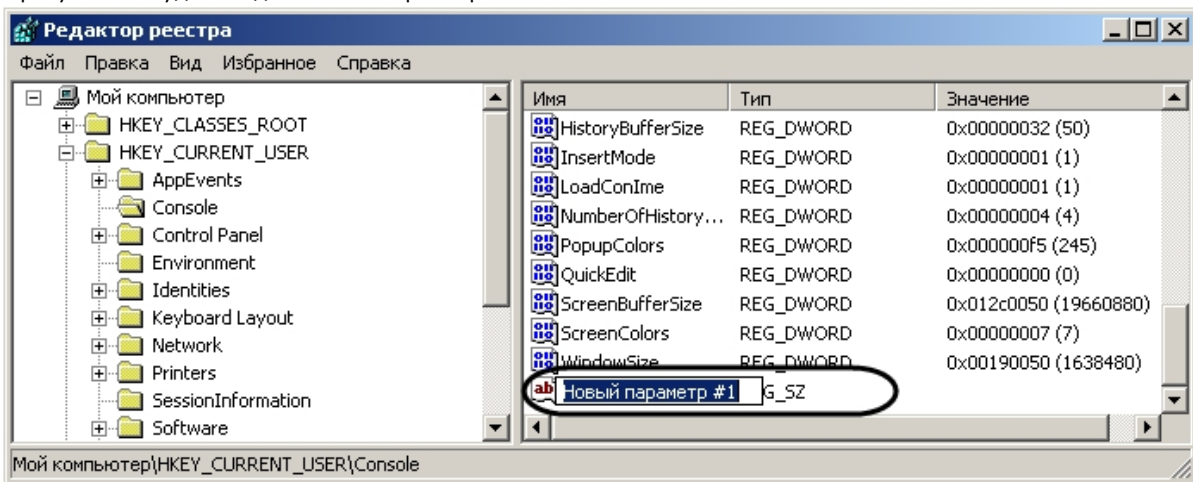 Редактор реестра
Файл Правка Вид Избранное Справка
Мой компьютер
HKEY_CLASSES_ROOT
HKEY_CURRENT_USER
AppEvents
Console
Control Panel
Environment
Identities
Keyboard Layout
Network
Printers
SessionInformation
Software
Имя Тип Значение
HistoryBufferSize REG_DWORD 0x00000032 (50)
InsertMode REG_DWORD 0x00000001 (1)
LoadConIme REG_DWORD 0x00000001 (1)
NumberOfHistory... REG_DWORD 0x00000004 (4)
PopupColors REG_DWORD 0x000000f5 (245)
QuickEdit REG_DWORD 0x00000000 (0)
ScreenBufferSize REG_DWORD 0x012c0050 (19660880)
ScreenColors REG_DWORD 0x00000007 (7)
WindowSize REG_DWORD 0x00190050 (1638480)
Новый параметр #1 G_SZ
Мой компьютер\HKEY_CURRENT_USER\Console